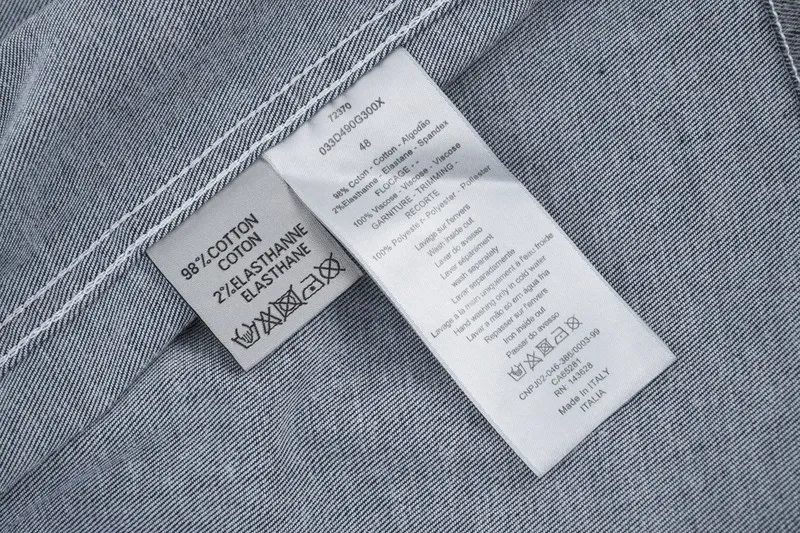 98%COTTON
COTON
2%ELASTHANNE
ELASTHANE
72370
033D490G300X
48
98% Coton - Cotton - Algodão
2%Elasthanne - Elastane - Spandex
FLOCAGE - -
100% Viscose - Viscose - Viscose
GARNITURE - TRIMMING -
RECORTE
100% Polyester - Polyester - Poliester
Lavage sur l'envers
Wash inside out
Lavar do avesso
Laver séparément
wash separately
Lavar separadamente
Lavage à la main uniquement à l'eau froide
Hand washing only in cold water
Lavar a mão só em água fria
Repasser sur l'envers
Iron inside out
Passar do avesso
CNPJ02-046-386/0003-99
CA65281
RN: 143628
Made in ITALY
ITALIA